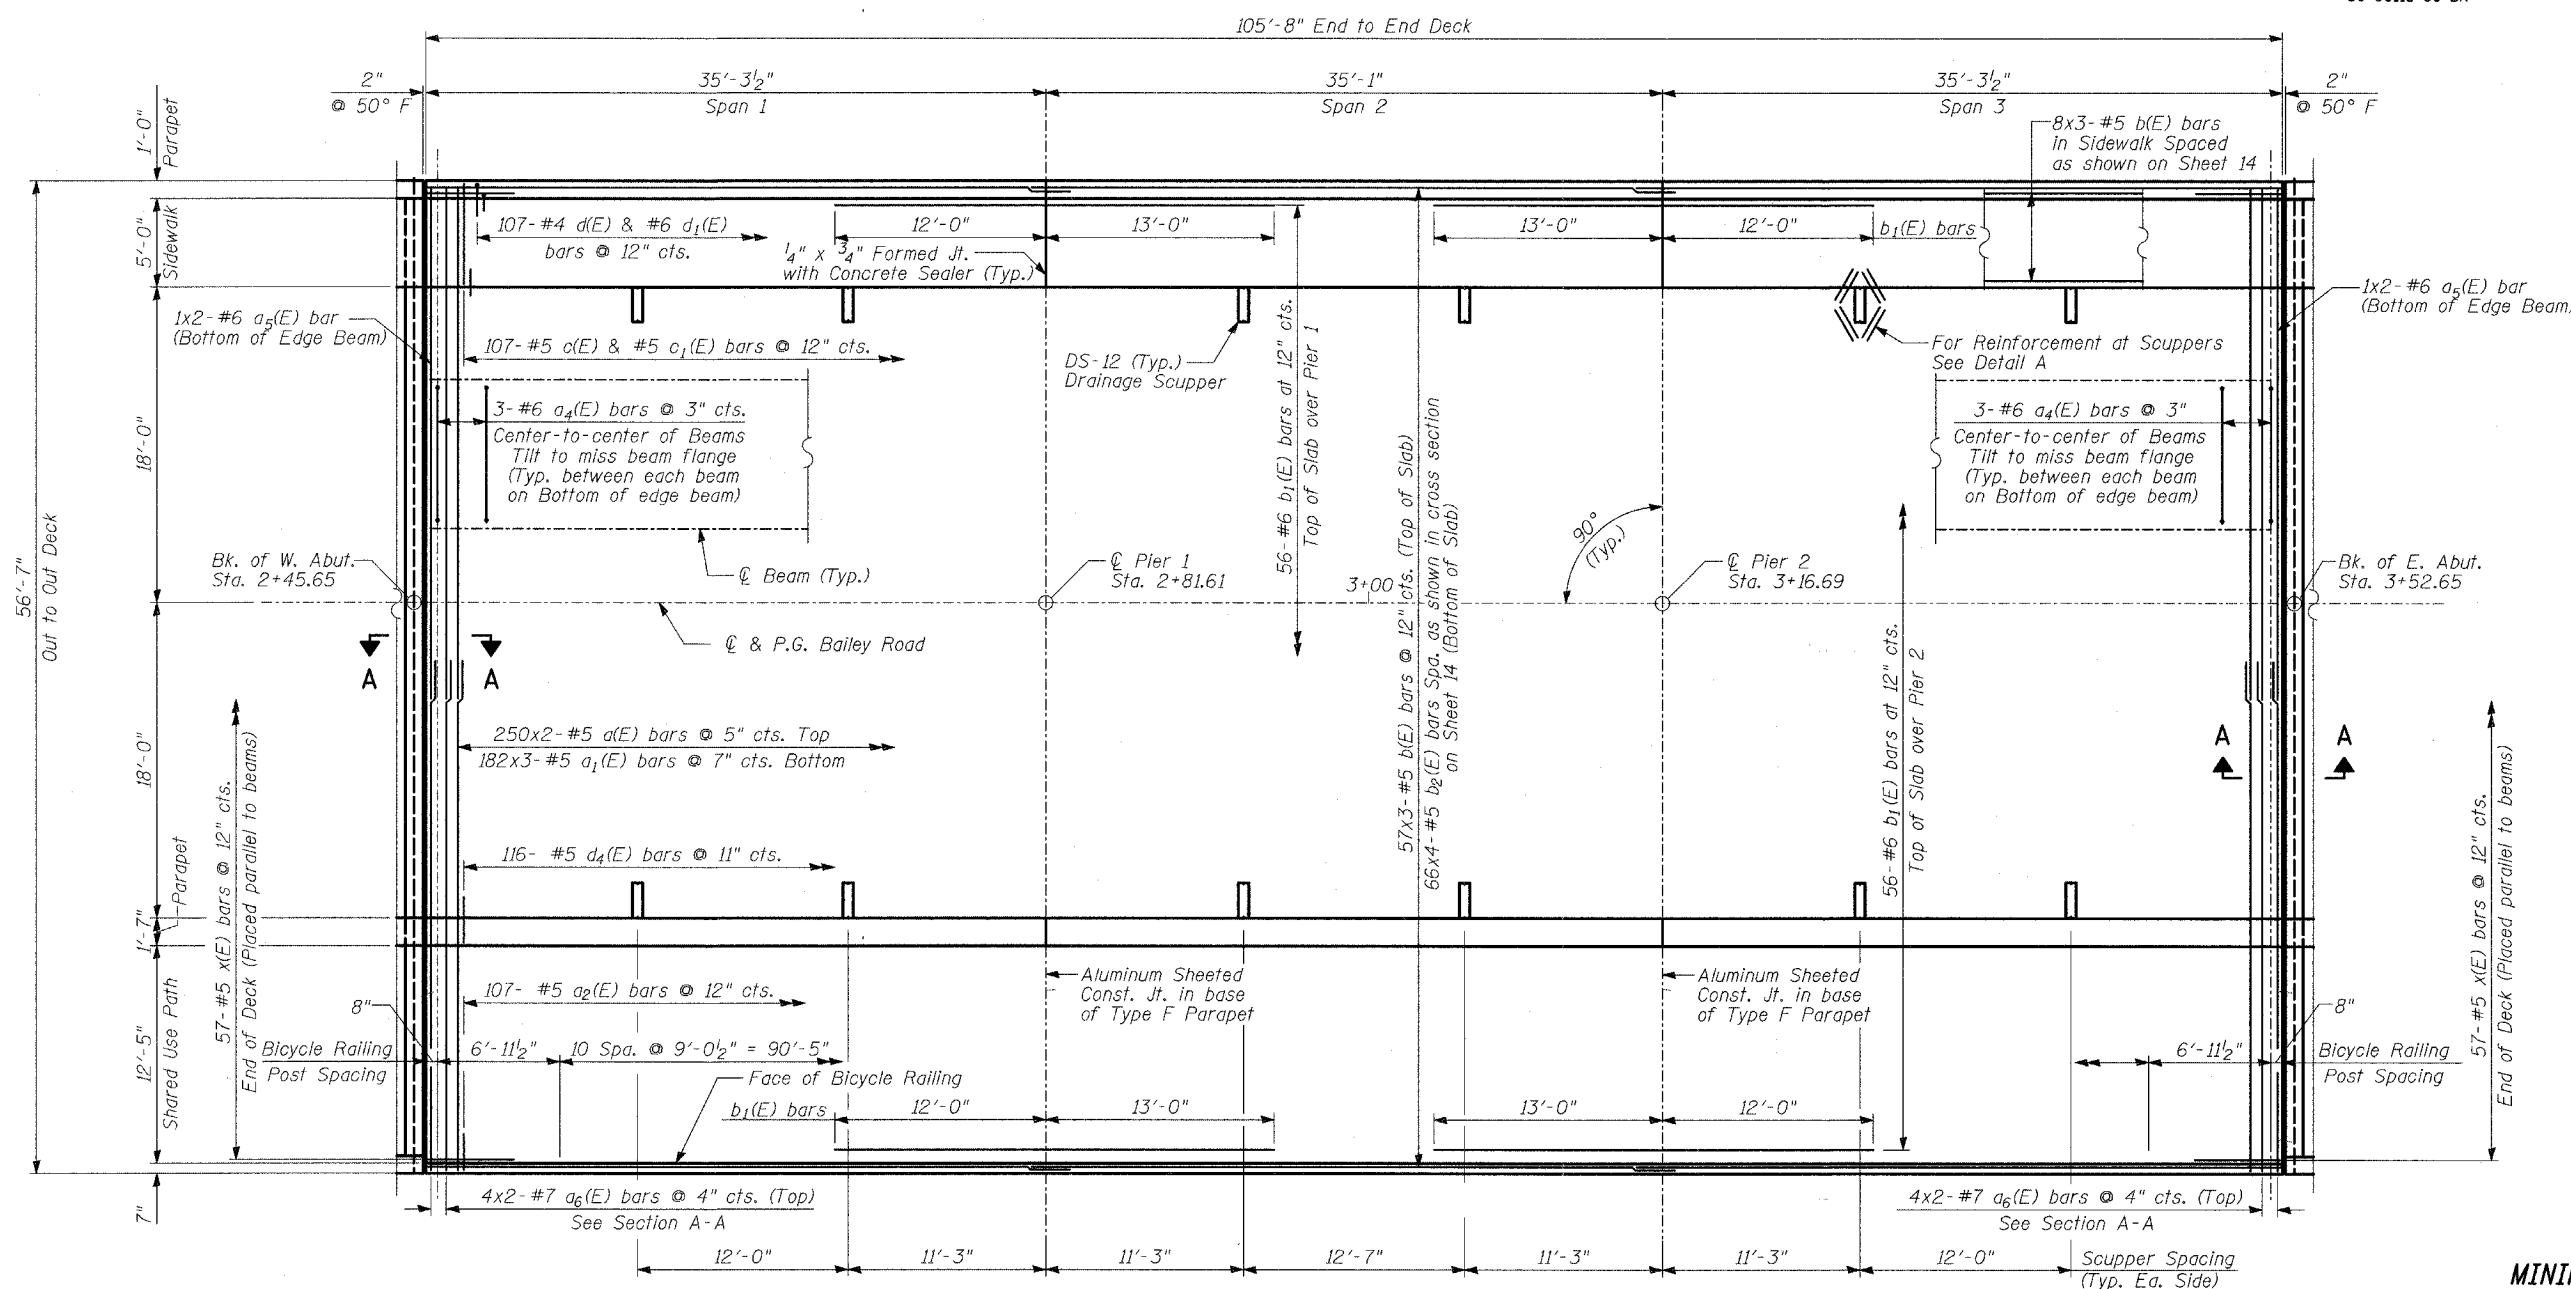 105'-8" End to End Deck
2"
@ 50° F
35'-3½"
Span 1
35'-1"
Span 2
35'-3½"
Span 3
2"
@ 50° F
1'-0"
Parapet
5'-0"
Sidewalk
18'-0"
18'-0"
1'-7"
Parapet
12'-5"
Shared Use Path
7"
56'-7"
Out to Out Deck
8x3-#5 b(E) bars
in Sidewalk Spaced
as shown on Sheet 14
107-#4 d(E) & #6 d1(E)
bars @ 12" cts.
12'-0"
13'-0"
13'-0"
12'-0"
b1(E) bars
¼" x ¾" Formed Jt.
with Concrete Sealer (Typ.)
1x2-#6 a5(E) bar
(Bottom of Edge Beam)
1x2-#6 a5(E) bar
(Bottom of Edge Beam)
107-#5 c(E) & #5 c1(E) bars @ 12" cts.
DS-12 (Typ.)
Drainage Scupper
For Reinforcement at Scuppers
See Detail A
3-#6 a4(E) bars @ 3" cts.
Center-to-center of Beams
Tilt to miss beam flange
(Typ. between each beam
on Bottom of edge beam)
3-#6 a4(E) bars @ 3"
Center-to-center of Beams
Tilt to miss beam flange
(Typ. between each beam
on Bottom of edge beam)
56-#6 b1(E) bars at 12" cts.
Top of Slab over Pier 1
57x3-#5 b(E) bars @ 12" cts. (Top of Slab)
66x4-#5 b2(E) bars Spa. as shown in cross section
on Sheet 14 (Bottom of Slab)
90°
(Typ.)
Bk. of W. Abut.
Sta. 2+45.65
℄ Beam (Typ.)
℄ Pier 1
Sta. 2+81.61
3+00
℄ Pier 2
Sta. 3+16.69
Bk. of E. Abut.
Sta. 3+52.65
℄ & P.G. Bailey Road
A
A
A
A
250x2-#5 a(E) bars @ 5" cts. Top
182x3-#5 a1(E) bars @ 7" cts. Bottom
56-#6 b1(E) bars at 12" cts.
Top of Slab over Pier 2
57-#5 x(E) bars @ 12" cts.
End of Deck (Placed parallel to beams)
57-#5 x(E) bars @ 12" cts.
End of Deck (Placed parallel to beams)
116- #5 d4(E) bars @ 11" cts.
107- #5 a2(E) bars @ 12" cts.
Aluminum Sheeted
Const. Jt. in base
of Type F Parapet
Aluminum Sheeted
Const. Jt. in base
of Type F Parapet
8"
8"
Bicycle Railing
Post Spacing
6'-11½"
10 Spa. @ 9'-0½" = 90'-5"
6'-11½"
Bicycle Railing
Post Spacing
Face of Bicycle Railing
b1(E) bars
12'-0"
13'-0"
13'-0"
12'-0"
4x2-#7 a6(E) bars @ 4" cts. (Top)
See Section A-A
4x2-#7 a6(E) bars @ 4" cts. (Top)
See Section A-A
12'-0"
11'-3"
11'-3"
12'-7"
11'-3"
11'-3"
12'-0"
Scupper Spacing
(Typ. Ea. Side)